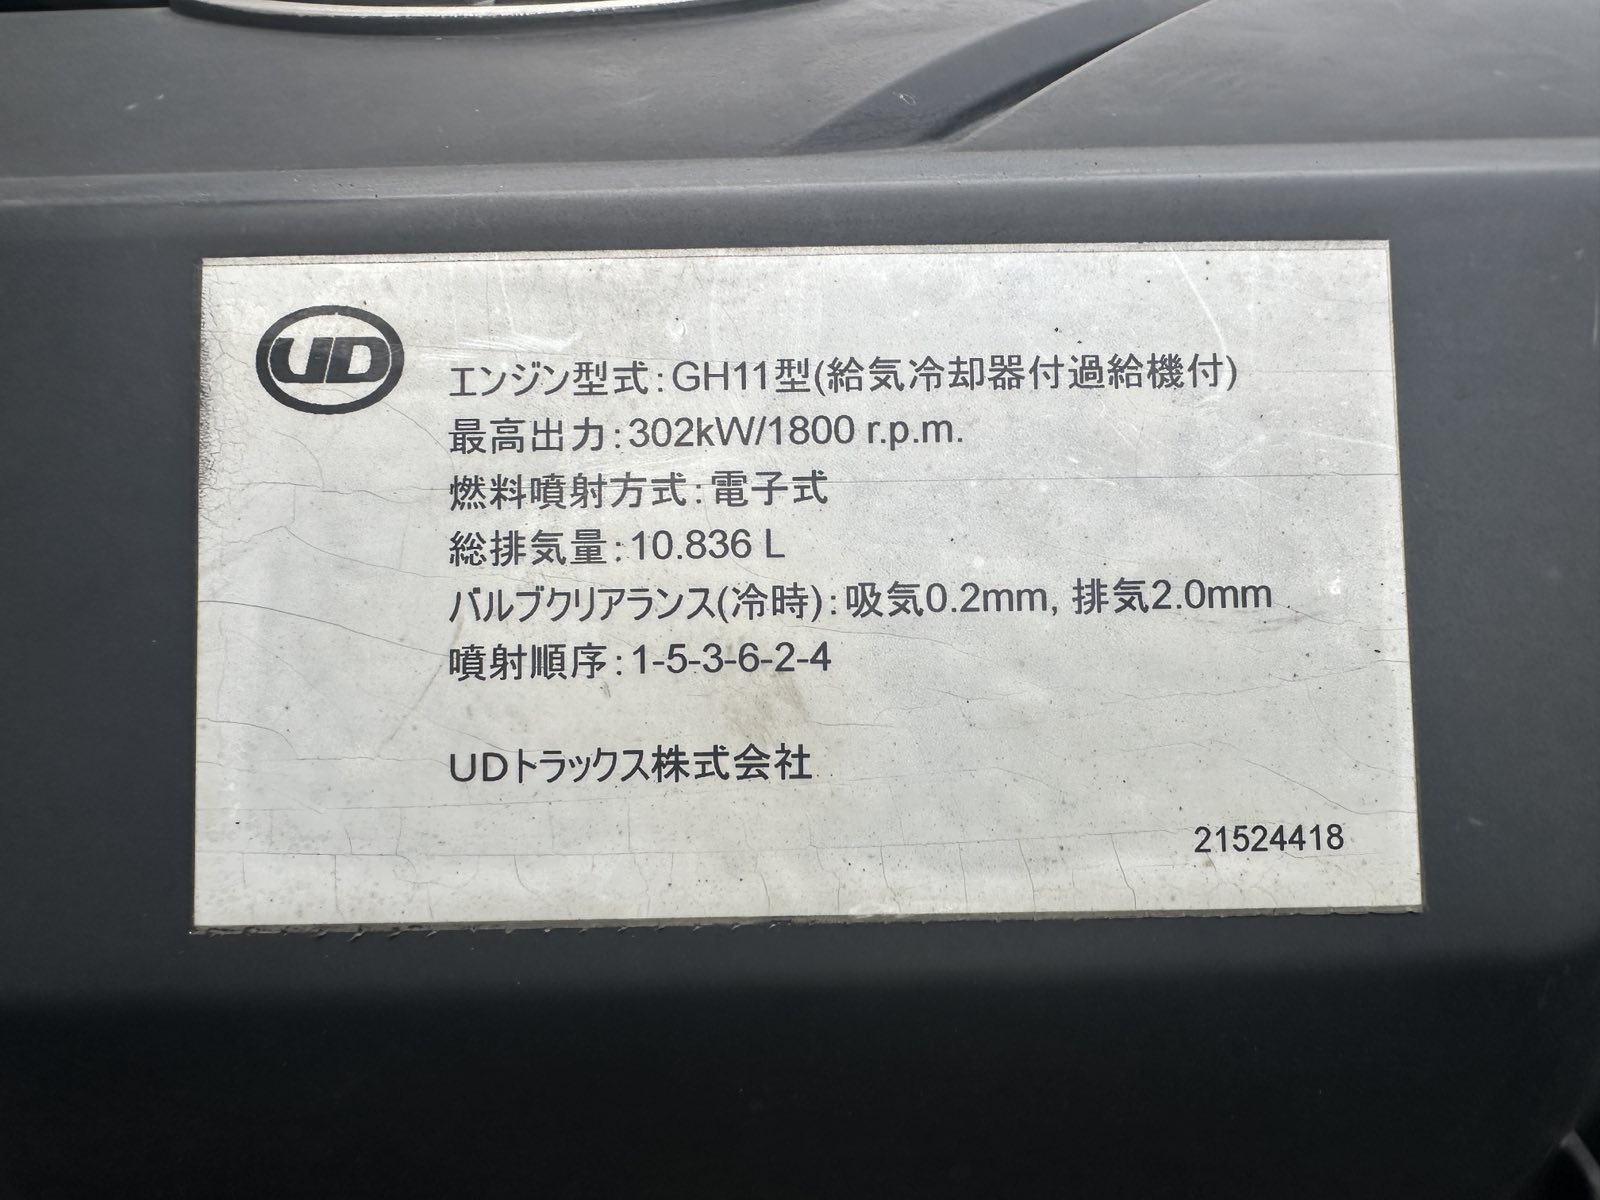 UD
エンジン型式:GH11型(給気冷却器付過給機付)
最高出力:302kW/1800 r.p.m.
燃料噴射方式:電子式
総排気量:10.836 L
バルブクリアランス(冷時):吸気0.2mm, 排気2.0mm
噴射順序:1-5-3-6-2-4
UDトラックス株式会社
21524418